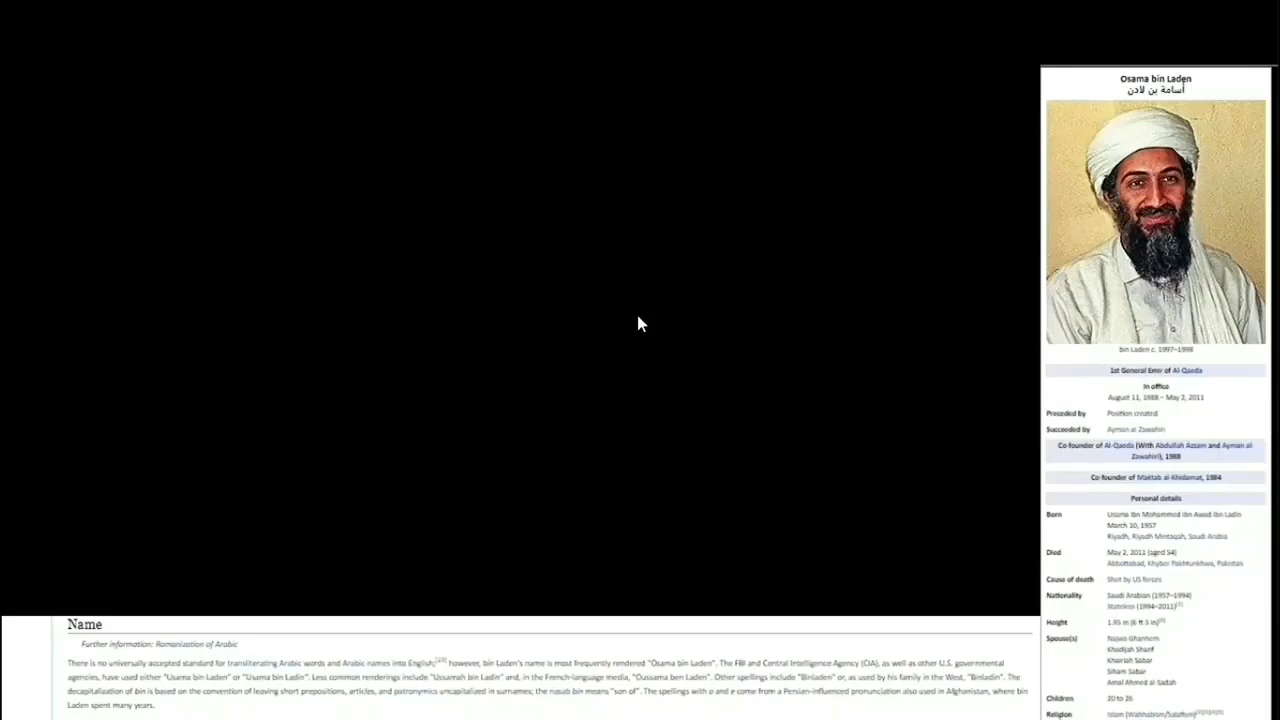 Osama bin Laden
أسامة بن لادن
bin Laden c. 1997–1998
1st General Emir of Al-Qaeda
In office
August 11, 1988 – May 2, 2011
Preceded by Position created
Succeeded by Ayman al Zawahiri
Co-founder of Al-Qaeda (With Abdullah Azzam and Ayman al-
Zawahiri), 1988
Co-founder of Maktab al-Khidamat, 1984
Personal details
Born Usama ibn Mohammed ibn Awad ibn Ladin
March 10, 1957
Riyadh, Riyadh Mintaqah, Saudi Arabia
Died May 2, 2011 (aged 54)
Abbottabad, Khyber Pakhtunkhwa, Pakistan
Cause of death Shot by US forces
Nationality Saudi Arabian (1957–1994)
Stateless (1994–2011)
Height 1.95 m (6 ft 5 in)
Spouse(s) Najwa Ghanhem
Khadijah Sharif
Khairiah Sabar
Siham Sabar
Amal Ahmed al-Sadah
Children 20 to 26
Religion Islam (Wahhabism/Salafism)
Name
Further information: Romanization of Arabic
There is no universally accepted standard for transliterating Arabic words and Arabic names into English; however, bin Laden's name is most frequently rendered "Osama bin Laden". The FBI and Central Intelligence Agency (CIA), as well as other U.S. governmental
agencies, have used either "Usama bin Laden" or "Usama bin Ladin". Less common renderings include "Ussamah bin Ladin" and, in the French-language media, "Oussama ben Laden". Other spellings include "Binladen" or, as used by his family in the West, "Binladin". The
decapitalization of bin is based on the convention of leaving short prepositions, articles, and patronymics uncapitalized in surnames; the nasab bin means "son of". The spellings with o and e come from a Persian-influenced pronunciation also used in Afghanistan, where bin
Laden spent many years.